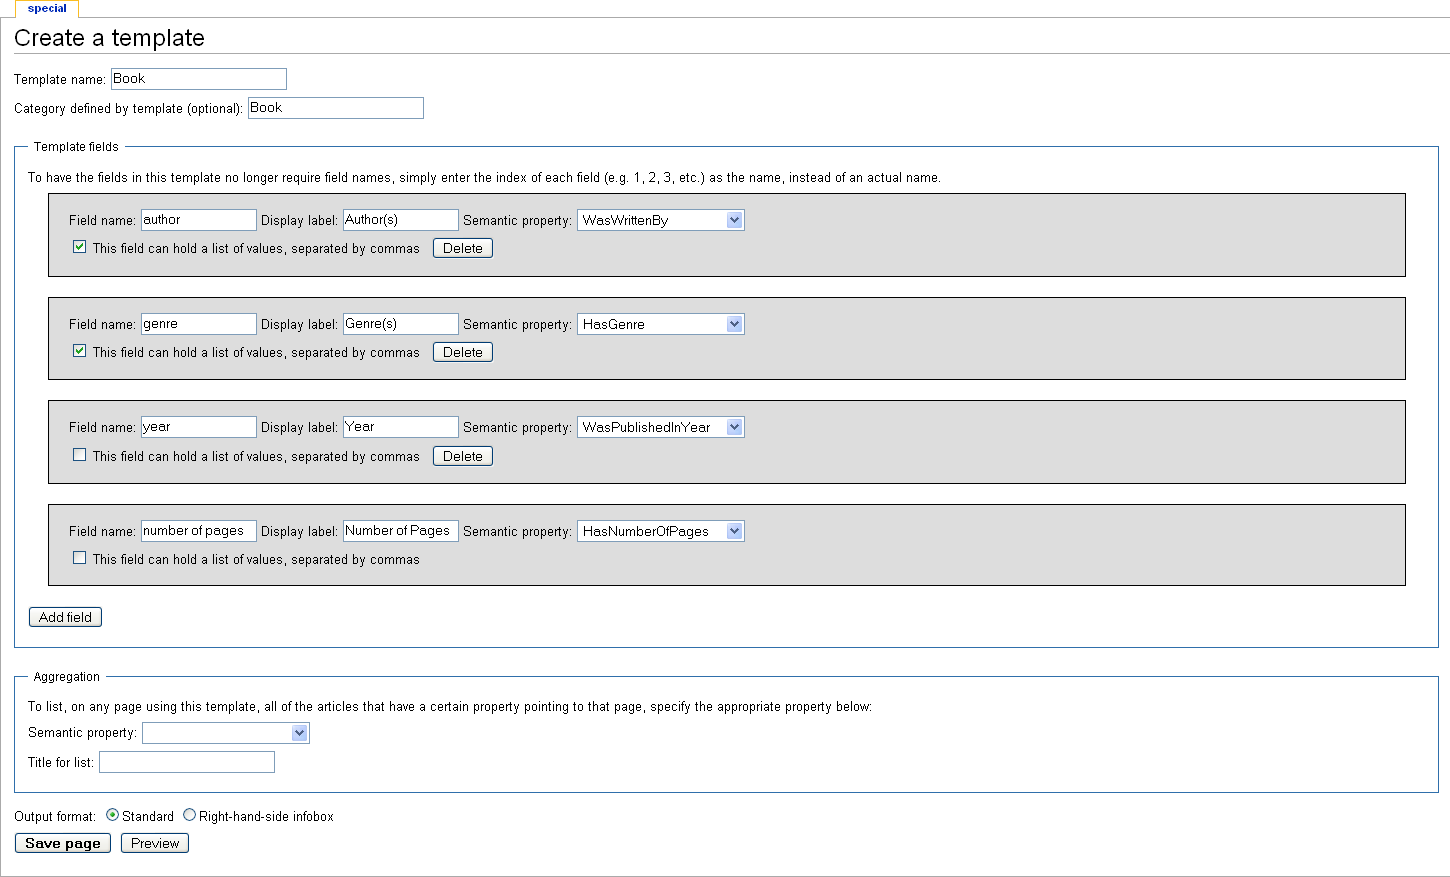 special
Create a template
Template name: Book
Category defined by template (optional): Book
Template fields
To have the fields in this template no longer require field names, simply enter the index of each field (e.g. 1, 2, 3, etc.) as the name, instead of an actual name.
Field name: author Display label: Author(s) Semantic property: WasWrittenBy
This field can hold a list of values, separated by commas Delete
Field name: genre Display label: Genre(s) Semantic property: HasGenre
This field can hold a list of values, separated by commas Delete
Field name: year Display label: Year Semantic property: WasPublishedInYear
This field can hold a list of values, separated by commas Delete
Field name: number of pages Display label: Number of Pages Semantic property: HasNumberOfPages
This field can hold a list of values, separated by commas
Add field
Aggregation
To list, on any page using this template, all of the articles that have a certain property pointing to that page, specify the appropriate property below:
Semantic property:
Title for list:
Output format: Standard Right-hand-side infobox
Save page Preview